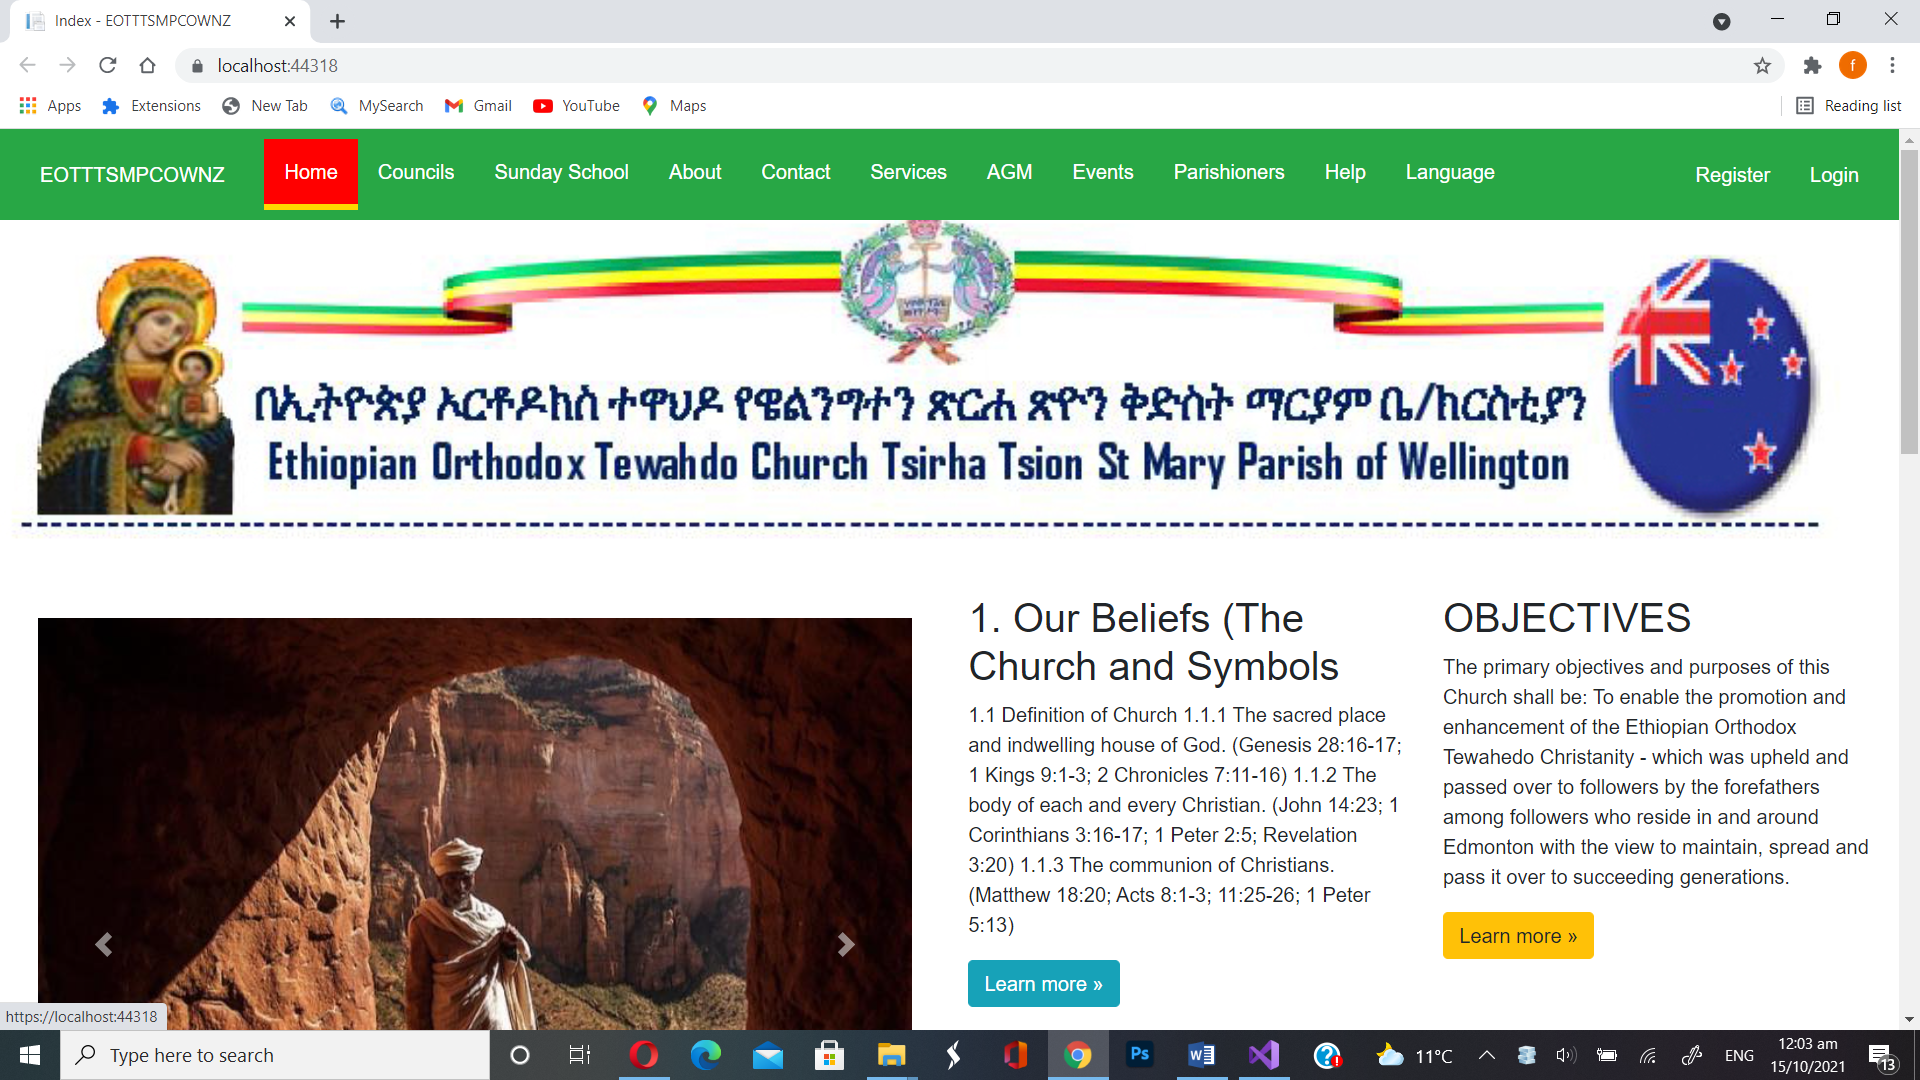 Index - EOTTTSMPCOWNZ
localhost:44318
Apps Extensions New Tab MySearch Gmail YouTube Maps Reading list
EOTTTSMPCOWNZ Home Councils Sunday School About Contact Services AGM Events Parishioners Help Language Register Login
በኢትዮጵያ ኦርቶዶክስ ተዋህዶ የዌልንግተን ጽርሐ ጽዮን ቅድስት ማርያም ቤ/ክርስቲያን
Ethiopian Orthodox Tewahdo Church Tsirha Tsion St Mary Parish of Wellington
1. Our Beliefs (The
Church and Symbols
1.1 Definition of Church 1.1.1 The sacred place
and indwelling house of God. (Genesis 28:16-17;
1 Kings 9:1-3; 2 Chronicles 7:11-16) 1.1.2 The
body of each and every Christian. (John 14:23; 1
Corinthians 3:16-17; 1 Peter 2:5; Revelation
3:20) 1.1.3 The communion of Christians.
(Matthew 18:20; Acts 8:1-3; 11:25-26; 1 Peter
5:13)
Learn more »
OBJECTIVES
The primary objectives and purposes of this
Church shall be: To enable the promotion and
enhancement of the Ethiopian Orthodox
Tewahedo Christanity - which was upheld and
passed over to followers by the forefathers
among followers who reside in and around
Edmonton with the view to maintain, spread and
pass it over to succeeding generations.
Learn more »
https://localhost:44318
Type here to search
Ps
11°C
ENG
12:03 am
15/10/2021
13